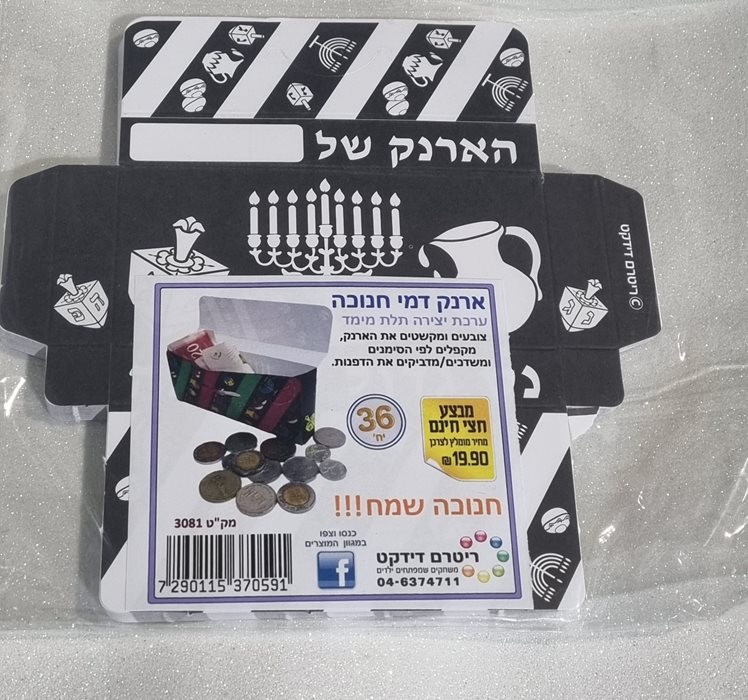 הארנק של
© ריטרם דידקט
ארנק דמי חנוכה
ערכת יצירה תלת מימד
צובעים ומקשטים את הארנק,
מקפלים לפי הסימנים
ומשדכים/מדביקים את הדפנות.
20
36
יח'
מבצע
חצי חינם
מחיר מומלץ לצרכן
19.90 ₪
חנוכה שמח!!!
מק"ט 3081
7 290115 370591
כנסו וצפו
במגוון המוצרים
f
ריטרם דידקט
משחקים שמפתחים ילדים
04-6374711